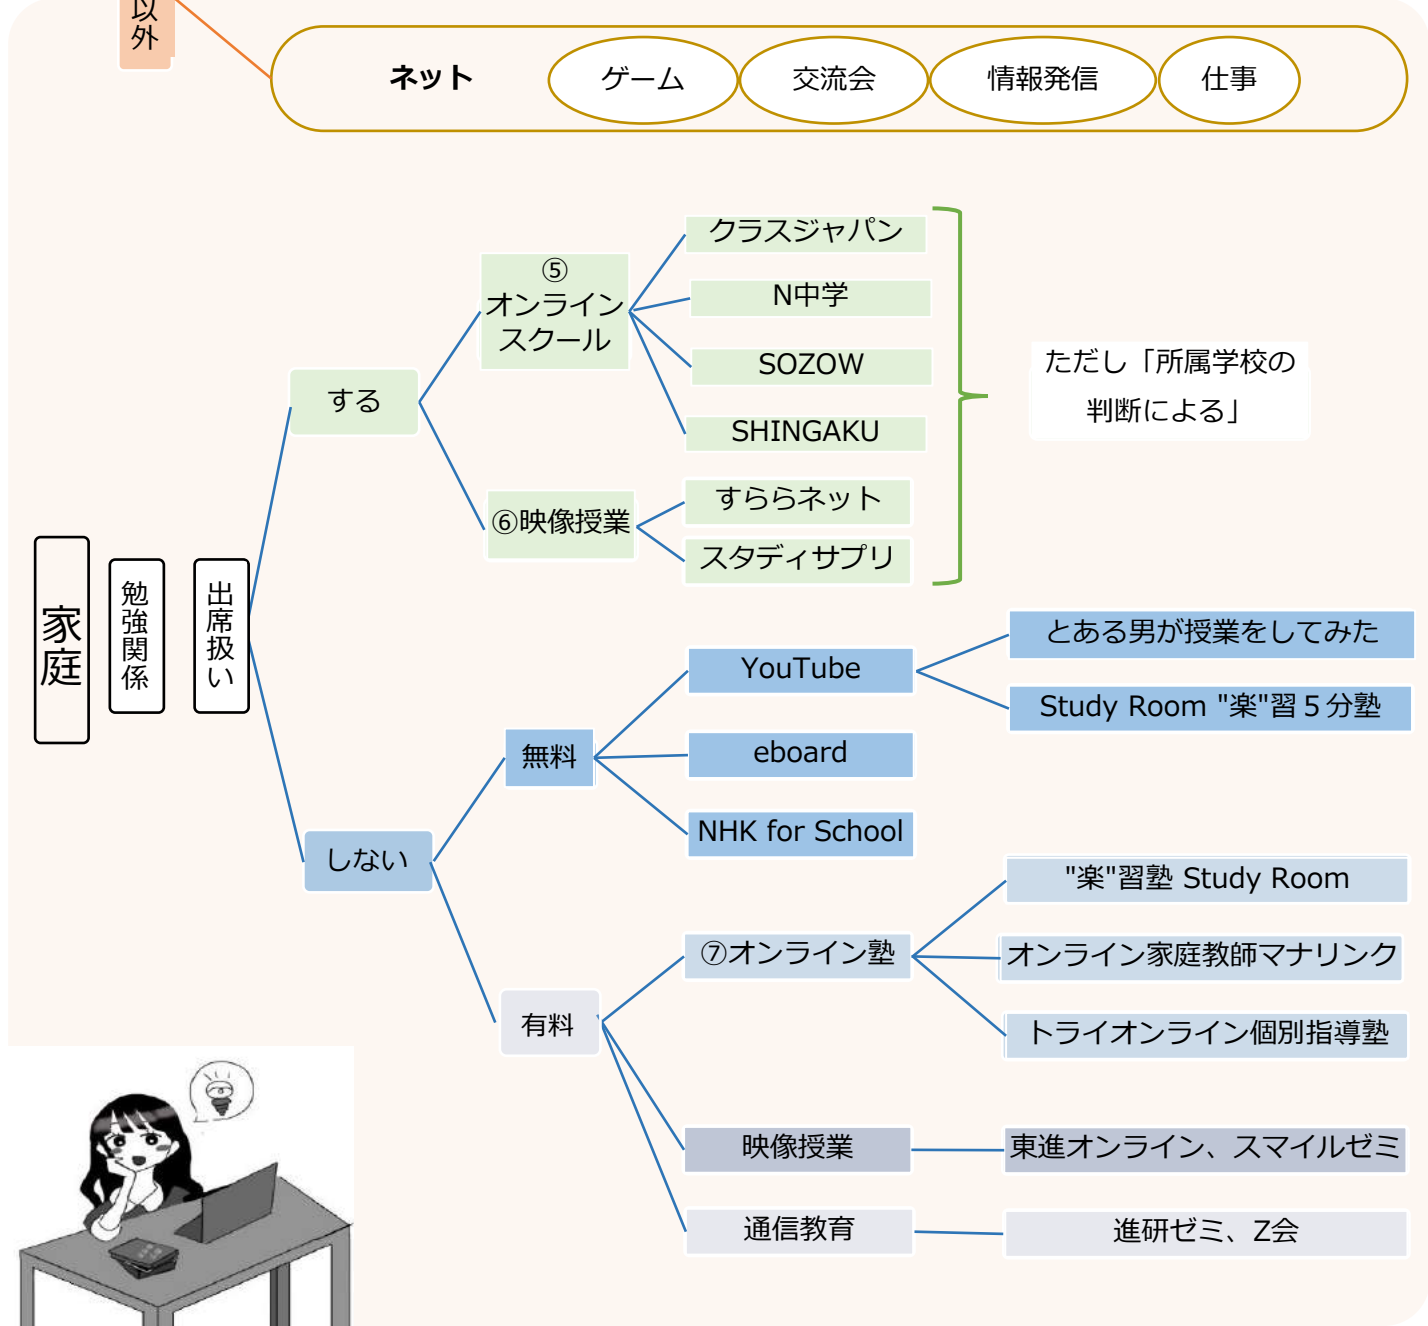 以外
ネット
ゲーム
交流会
情報発信
仕事
家庭
勉強関係
出席扱い
する
⑤
オンライン
スクール
クラスジャパン
N中学
SOZOW
SHINGAKU
⑥映像授業
すららネット
スタディサプリ
ただし「所属学校の
判断による」
しない
無料
YouTube
とある男が授業をしてみた
Study Room "楽"習５分塾
eboard
NHK for School
有料
⑦オンライン塾
"楽"習塾 Study Room
オンライン家庭教師マナリンク
トライオンライン個別指導塾
映像授業
東進オンライン、スマイルゼミ
通信教育
進研ゼミ、Z会